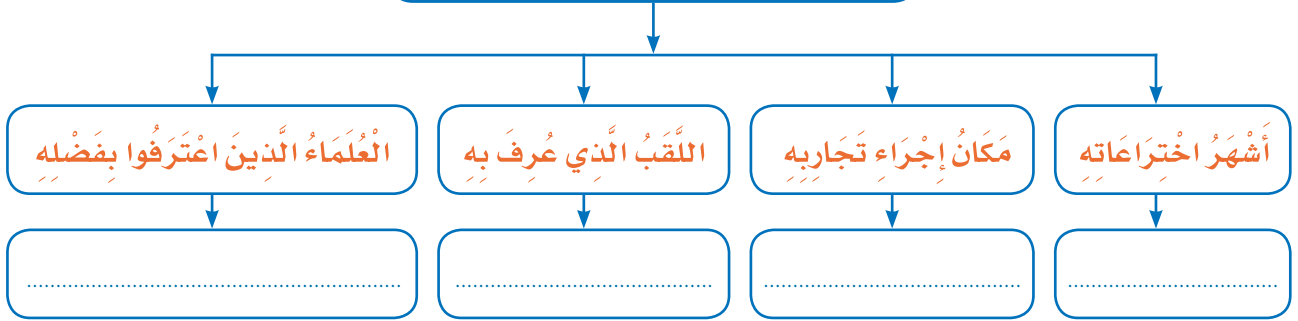 أَشْهَرُ اخْتِرَاعَاتِهِ
مَكَانُ إِجْرَاءِ تَجَارِبِهِ
اللَّقَبُ الَّذِي عُرِفَ بِهِ
الْعُلَمَاءُ الَّذِينَ اعْتَرَفُوا بِفَضْلِهِ